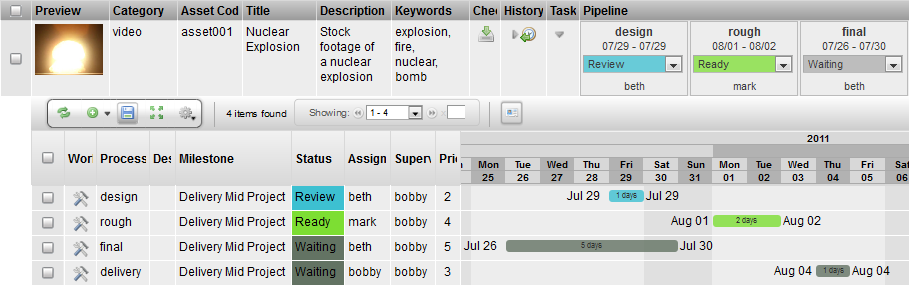 Preview Category Asset Cod Title Description Keywords Chec History Task Pipeline
video asset001 Nuclear Explosion Stock footage of a nuclear explosion explosion, fire, nuclear, bomb
design rough final
07/29 - 07/29 08/01 - 08/02 07/26 - 07/30
Review Ready Waiting
beth mark beth
4 items found Showing: 1 - 4 x
Work Process Des Milestone Status Assign Superv Prio
2011
Mon Tue Wed Thu Fri Sat Sun Mon Tue Wed Thu Fri Sat
25 26 27 28 29 30 31 01 02 03 04 05 06
design Delivery Mid Project Review beth bobby 2 Jul 29 1 days Jul 29
rough Delivery Mid Project Ready mark bobby 4 Aug 01 2 days Aug 02
final Delivery Mid Project Waiting beth bobby 5 Jul 26 5 days Jul 30
delivery Delivery Mid Project Waiting bobby bobby 3 Aug 04 1 days Aug 04